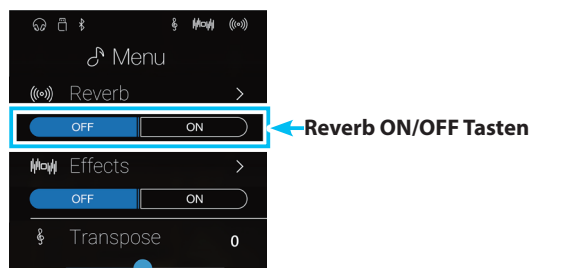 Menu
Reverb >
OFF ON
Reverb ON/OFF Tasten
Effects >
OFF ON
Transpose 0